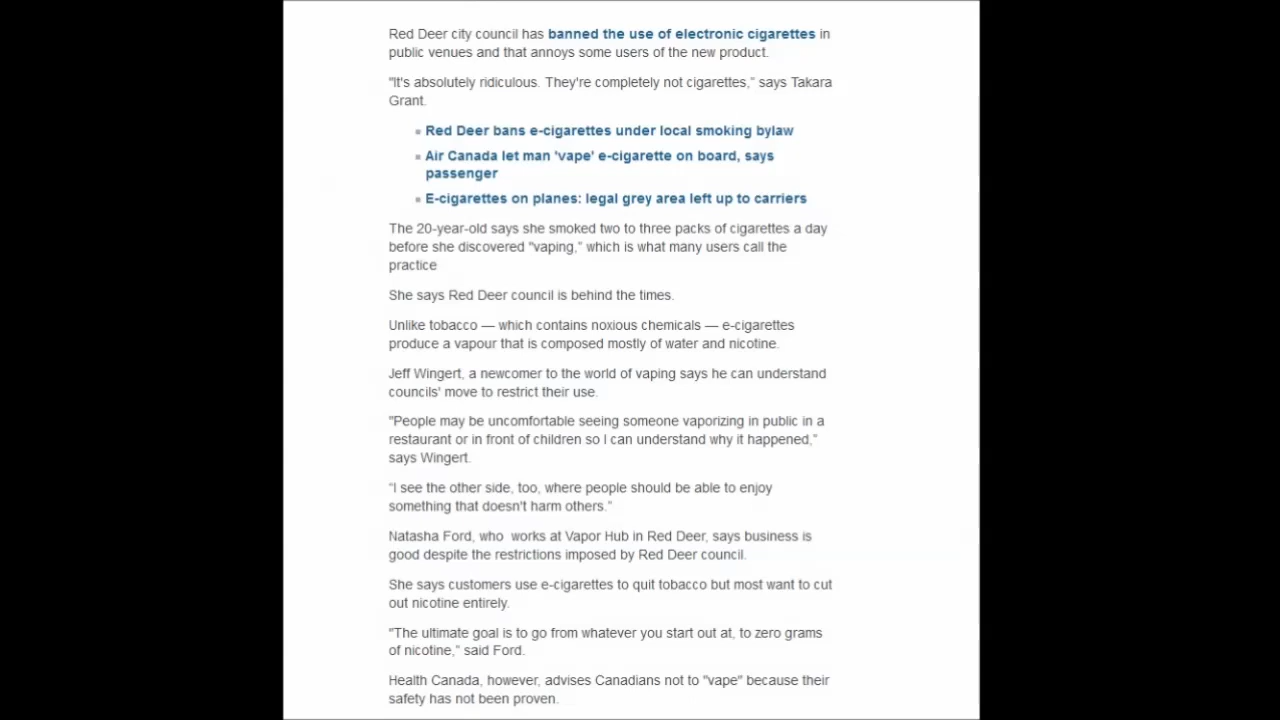 Red Deer city council has banned the use of electronic cigarettes in
public venues and that annoys some users of the new product.
"It's absolutely ridiculous. They're completely not cigarettes," says Takara
Grant.
Red Deer bans e-cigarettes under local smoking bylaw
Air Canada let man 'vape' e-cigarette on board, says
passenger
E-cigarettes on planes: legal grey area left up to carriers
The 20-year-old says she smoked two to three packs of cigarettes a day
before she discovered "vaping," which is what many users call the
practice
She says Red Deer council is behind the times.
Unlike tobacco — which contains noxious chemicals — e-cigarettes
produce a vapour that is composed mostly of water and nicotine.
Jeff Wingert, a newcomer to the world of vaping says he can understand
councils' move to restrict their use.
"People may be uncomfortable seeing someone vaporizing in public in a
restaurant or in front of children so I can understand why it happened,"
says Wingert.
"I see the other side, too, where people should be able to enjoy
something that doesn't harm others."
Natasha Ford, who works at Vapor Hub in Red Deer, says business is
good despite the restrictions imposed by Red Deer council.
She says customers use e-cigarettes to quit tobacco but most want to cut
out nicotine entirely.
"The ultimate goal is to go from whatever you start out at, to zero grams
of nicotine," said Ford.
Health Canada, however, advises Canadians not to "vape" because their
safety has not been proven.